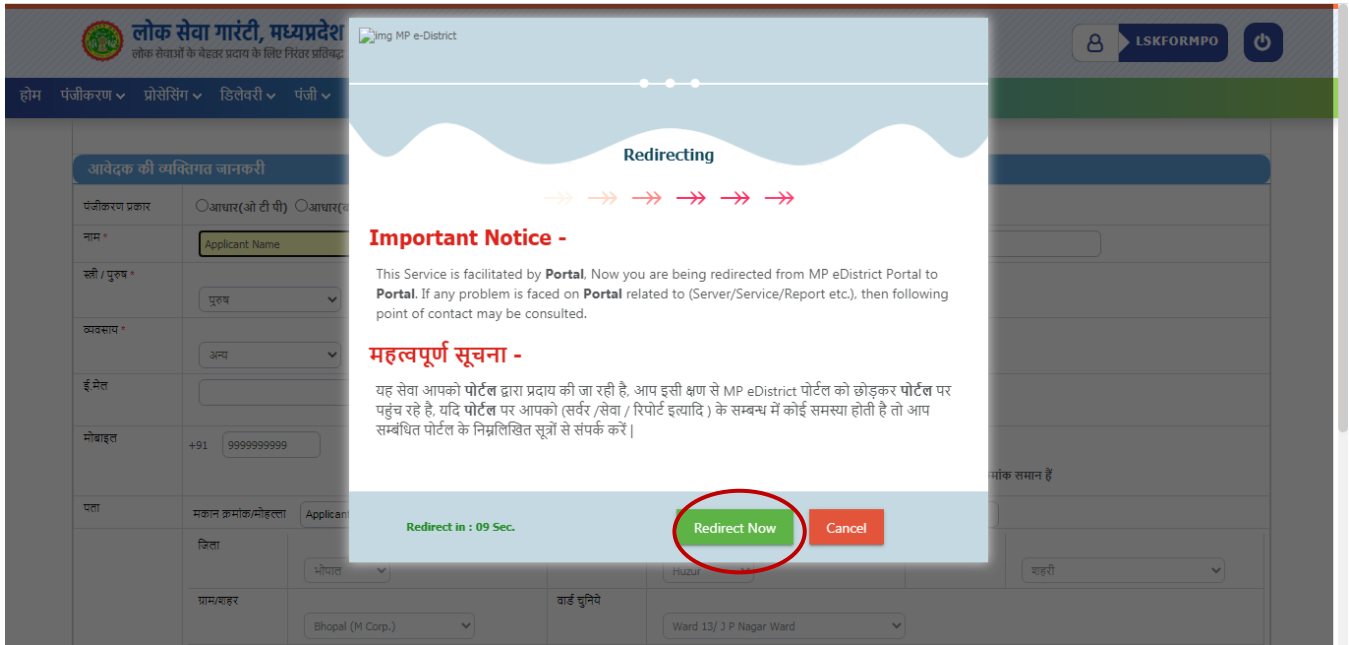 लोक सेवा गारंटी, मध्यप्रदेश
लोक सेवाओं के बेहतर प्रदाय के लिए निरंतर प्रतिबद्ध
img MP e-District
LSKFORMPO
होम पंजीकरण प्रोसेसिंग डिलेवरी पंजी
Redirecting
आवेदक की व्यक्तिगत जानकरी
पंजीकरण प्रकार आधार(ओ टी पी)
नाम * Applicant Name
स्त्री / पुरुष *
पुरुष
व्यवसाय *
अन्य
ई.मेल
मोबाइल +91 9999999999
समान हैं
पता मकान क्रमांक/मोहल्ला
जिला
भोपाल Huzur शहरी
ग्राम/शहर वार्ड चुनिये
Bhopal (M Corp.) Ward 13/ J P Nagar Ward
Important Notice -
This Service is facilitated by Portal, Now you are being redirected from MP eDistrict Portal to
Portal. If any problem is faced on Portal related to (Server/Service/Report etc.), then following
point of contact may be consulted.
महत्वपूर्ण सूचना -
यह सेवा आपको पोर्टल द्वारा प्रदाय की जा रही है, आप इसी क्षण से MP eDistrict पोर्टल को छोड़कर पोर्टल पर
पहुंच रहे है, यदि पोर्टल पर आपको (सर्वर /सेवा / रिपोर्ट इत्यादि ) के सम्बन्ध में कोई समस्या होती है तो आप
सम्बंधित पोर्टल के निम्नलिखित सूत्रों से संपर्क करें |
Redirect in : 09 Sec.
Redirect Now
Cancel